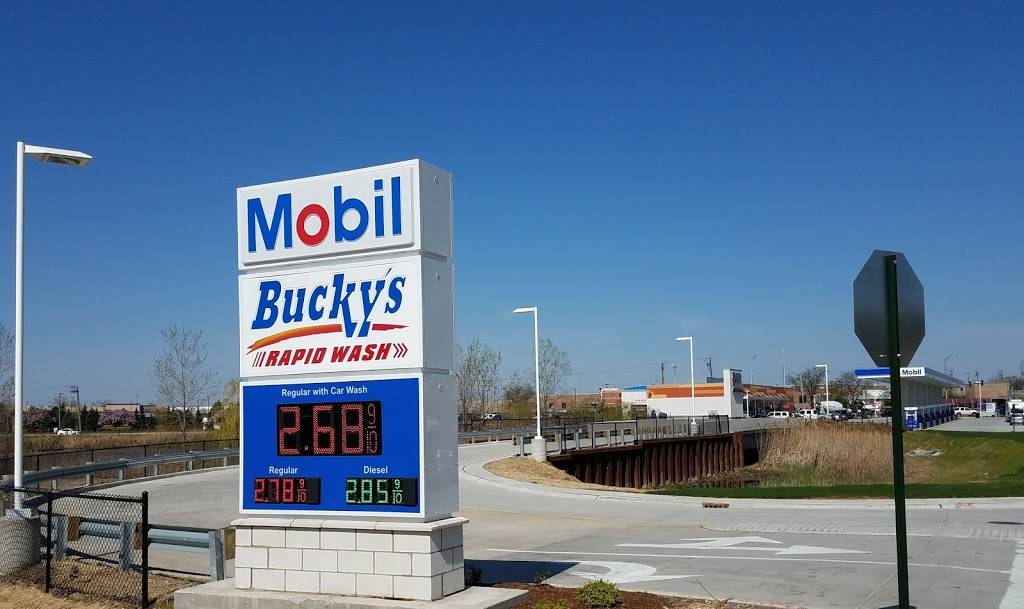 Mobil
Bucky's
RAPID WASH
Regular with Car Wash
2.68 9/10
Regular Diesel
2.78 9/10 2.85 9/10
Mobil